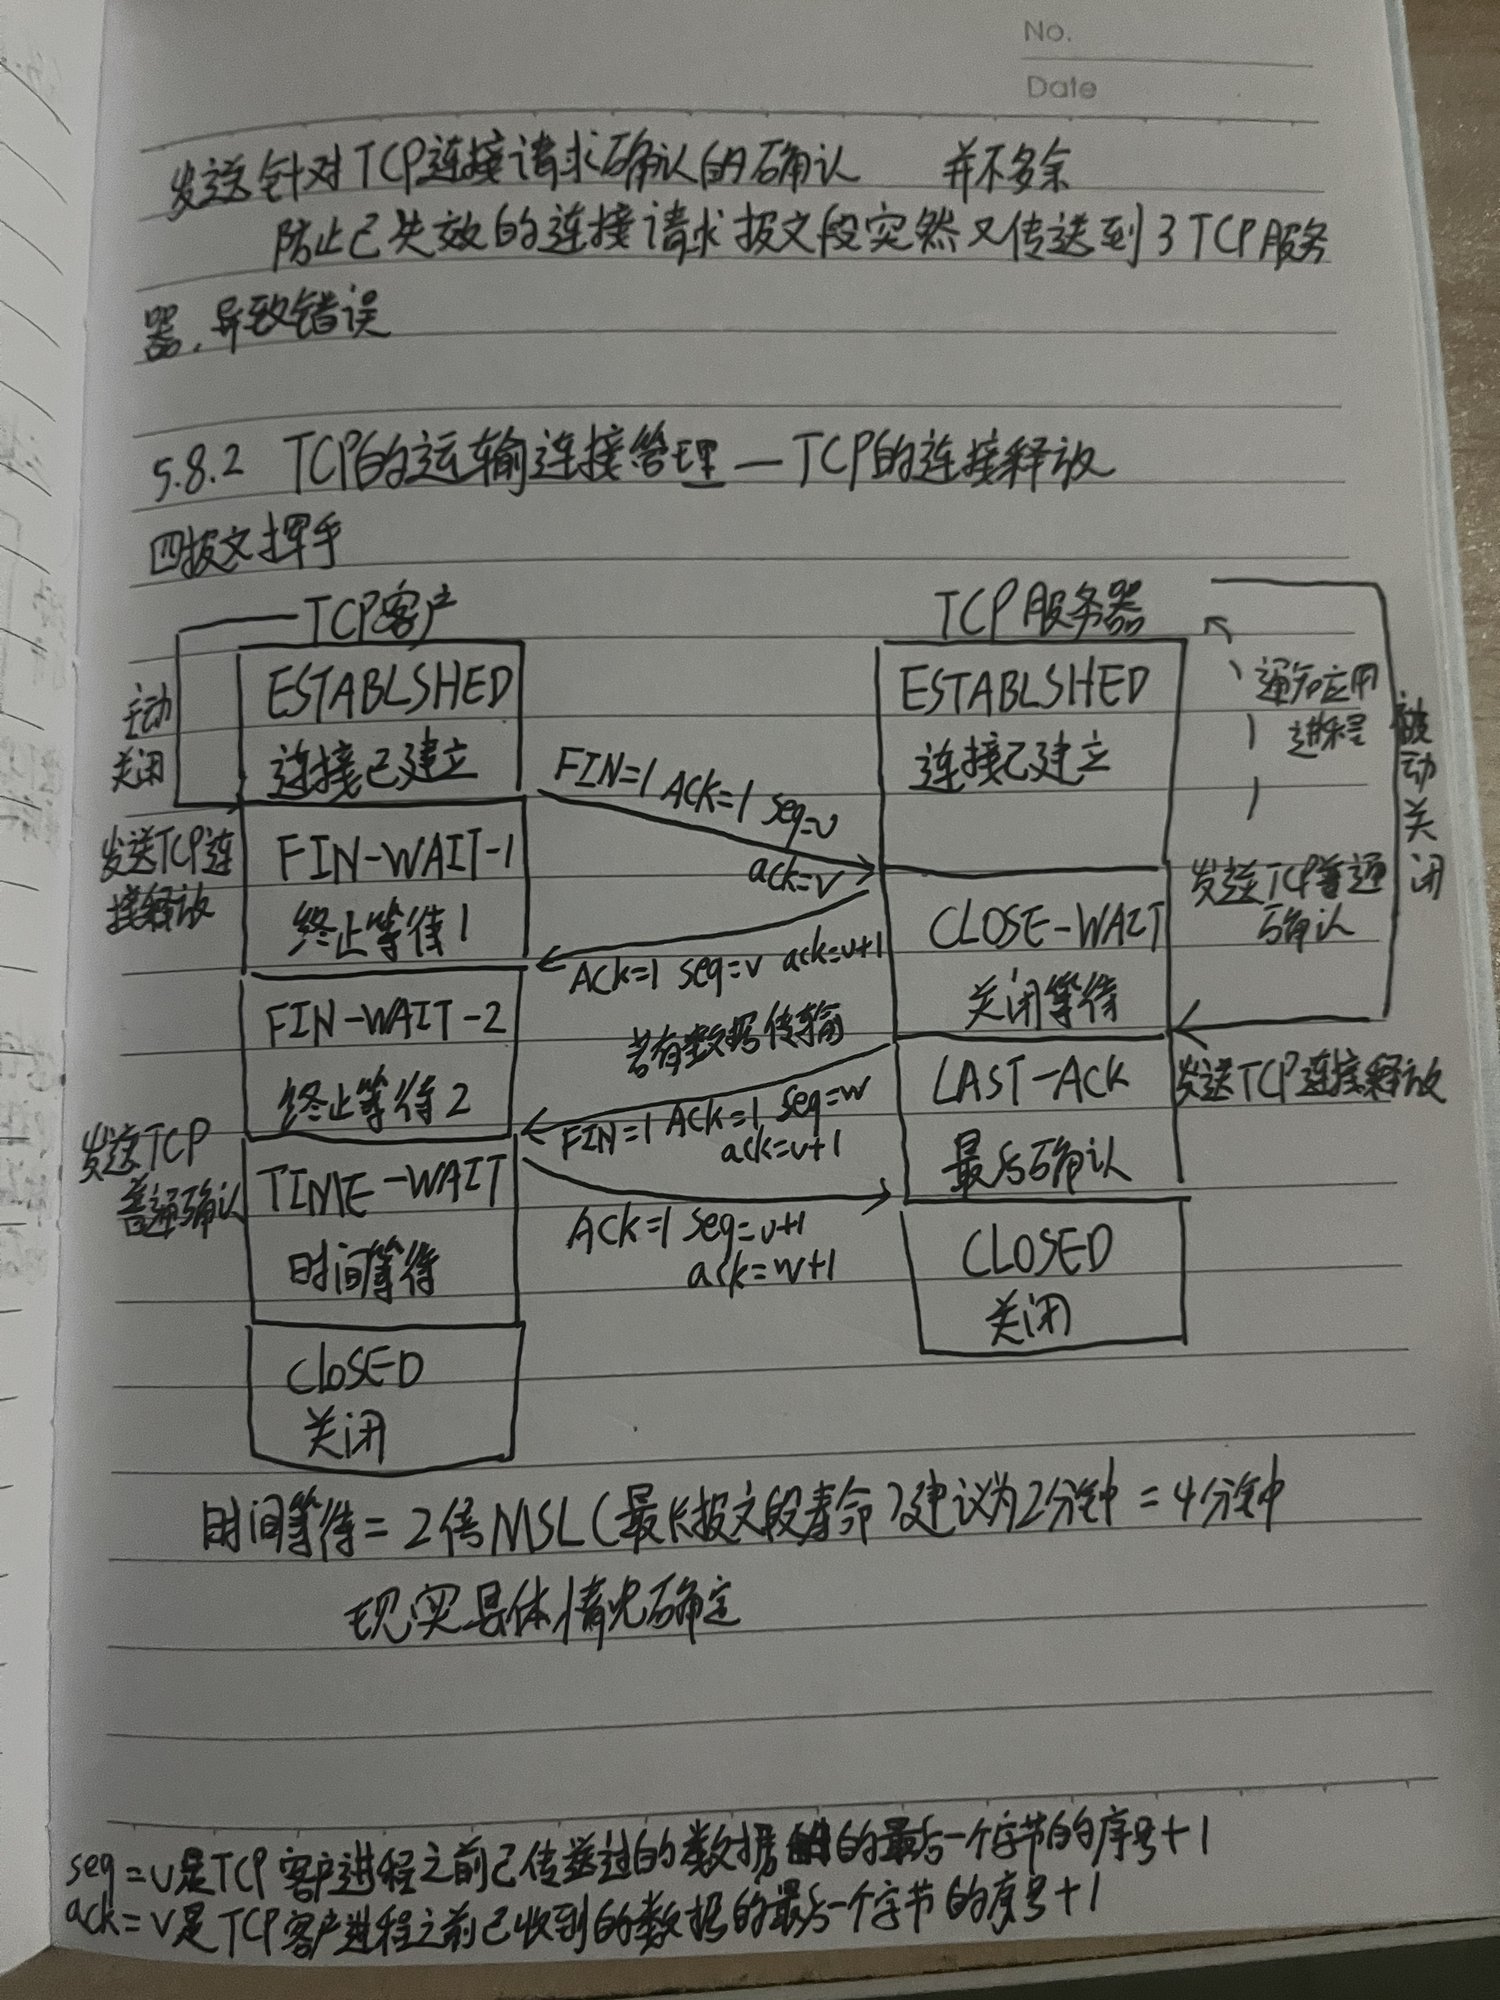 No.
Date
发送针对TCP连接请求确认的确认 并不多余
防止已失效的连接请求报文段突然又传送到了TCP服务
器,导致错误
5.8.2 TCP的运输连接管理—TCP的连接释放
四报文挥手
TCP客户
TCP服务器
主动
关闭
ESTABLSHED
连接已建立
ESTABLSHED
连接已建立
通知应用
进程
被动关闭
FIN=1 ACK=1 seq=u
ack=v
发送TCP连
接释放
FIN-WAIT-1
终止等待1
CLOSE-WAIT
关闭等待
发送TCP普通
确认
ACK=1 seq=v ack=u+1
FIN-WAIT-2
终止等待2
若有数据传输
LAST-ACK
最后确认
发送TCP连接释放
FIN=1 ACK=1 seq=w
ack=u+1
发送TCP
普通确认
TIME-WAIT
时间等待
ACK=1 seq=u+1
ack=w+1
CLOSED
关闭
CLOSED
关闭
时间等待=2倍MSL(最长报文段寿命)建议为2分钟=4分钟
现实具体情况确定
seq=u是TCP客户进程之前已传送过的数据的最后一个字节的序号+1
ack=v是TCP客户进程之前已收到的数据的最后一个字节的序号+1